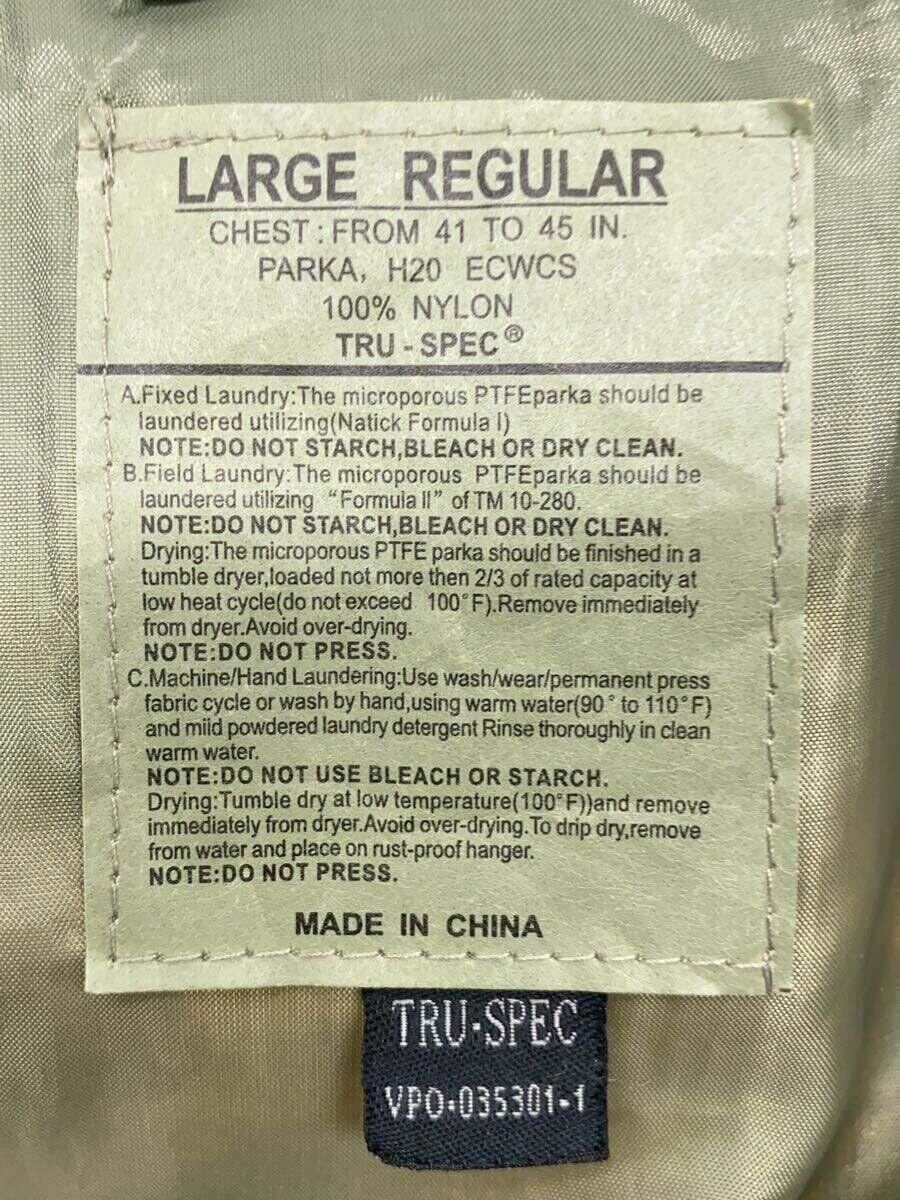 LARGE REGULAR
CHEST : FROM 41 TO 45 IN.
PARKA, H20 ECWCS
100% NYLON
TRU - SPEC®
A.Fixed Laundry:The microporous PTFEparka should be
laundered utilizing(Natick Formula I)
NOTE:DO NOT STARCH,BLEACH OR DRY CLEAN.
B.Field Laundry:The microporous PTFEparka should be
laundered utilizing "Formula II" of TM 10-280.
NOTE:DO NOT STARCH,BLEACH OR DRY CLEAN.
Drying:The microporous PTFE parka should be finished in a
tumble dryer,loaded not more then 2/3 of rated capacity at
low heat cycle(do not exceed 100°F).Remove immediately
from dryer.Avoid over-drying.
NOTE:DO NOT PRESS.
C.Machine/Hand Laundering:Use wash/wear/permanent press
fabric cycle or wash by hand,using warm water(90° to 110°F)
and mild powdered laundry detergent Rinse thoroughly in clean
warm water.
NOTE:DO NOT USE BLEACH OR STARCH.
Drying:Tumble dry at low temperature(100°F))and remove
immediately from dryer.Avoid over-drying.To drip dry,remove
from water and place on rust-proof hanger.
NOTE:DO NOT PRESS.
MADE IN CHINA
TRU-SPEC
VPO:035301-1